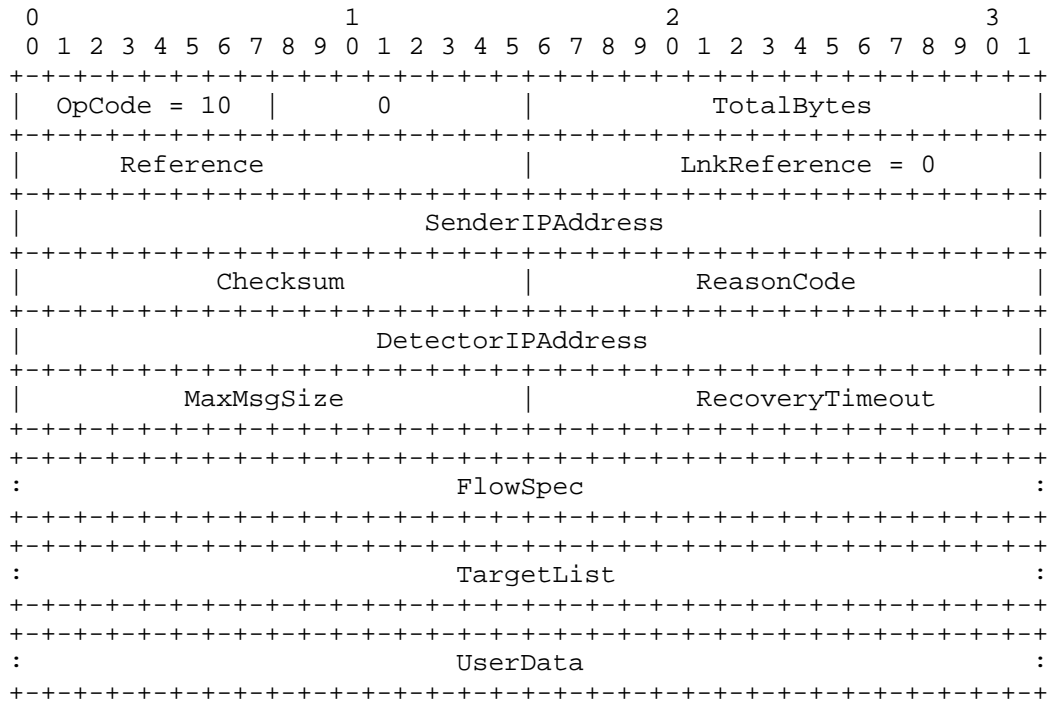 0                   1                   2                   3
 0 1 2 3 4 5 6 7 8 9 0 1 2 3 4 5 6 7 8 9 0 1 2 3 4 5 6 7 8 9 0 1
+-+-+-+-+-+-+-+-+-+-+-+-+-+-+-+-+-+-+-+-+-+-+-+-+-+-+-+-+-+-+-+-+
|  OpCode = 10  |      0        |           TotalBytes          |
+-+-+-+-+-+-+-+-+-+-+-+-+-+-+-+-+-+-+-+-+-+-+-+-+-+-+-+-+-+-+-+-+
|      Reference                |         LnkReference = 0      |
+-+-+-+-+-+-+-+-+-+-+-+-+-+-+-+-+-+-+-+-+-+-+-+-+-+-+-+-+-+-+-+-+
|                         SenderIPAddress                       |
+-+-+-+-+-+-+-+-+-+-+-+-+-+-+-+-+-+-+-+-+-+-+-+-+-+-+-+-+-+-+-+-+
|            Checksum           |          ReasonCode           |
+-+-+-+-+-+-+-+-+-+-+-+-+-+-+-+-+-+-+-+-+-+-+-+-+-+-+-+-+-+-+-+-+
|                      DetectorIPAddress                        |
+-+-+-+-+-+-+-+-+-+-+-+-+-+-+-+-+-+-+-+-+-+-+-+-+-+-+-+-+-+-+-+-+
|          MaxMsgSize           |          RecoveryTimeout      |
+-+-+-+-+-+-+-+-+-+-+-+-+-+-+-+-+-+-+-+-+-+-+-+-+-+-+-+-+-+-+-+-+
+-+-+-+-+-+-+-+-+-+-+-+-+-+-+-+-+-+-+-+-+-+-+-+-+-+-+-+-+-+-+-+-+
:                           FlowSpec                            :
+-+-+-+-+-+-+-+-+-+-+-+-+-+-+-+-+-+-+-+-+-+-+-+-+-+-+-+-+-+-+-+-+
+-+-+-+-+-+-+-+-+-+-+-+-+-+-+-+-+-+-+-+-+-+-+-+-+-+-+-+-+-+-+-+-+
:                           TargetList                          :
+-+-+-+-+-+-+-+-+-+-+-+-+-+-+-+-+-+-+-+-+-+-+-+-+-+-+-+-+-+-+-+-+
+-+-+-+-+-+-+-+-+-+-+-+-+-+-+-+-+-+-+-+-+-+-+-+-+-+-+-+-+-+-+-+-+
:                           UserData                            :
+-+-+-+-+-+-+-+-+-+-+-+-+-+-+-+-+-+-+-+-+-+-+-+-+-+-+-+-+-+-+-+-+